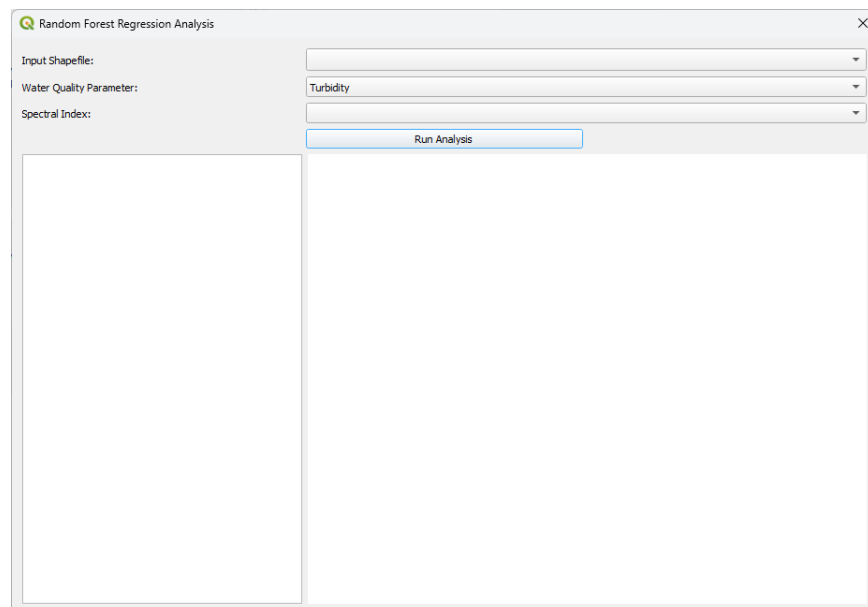 Random Forest Regression Analysis
Input Shapefile:
Water Quality Parameter: Turbidity
Spectral Index:
Run Analysis